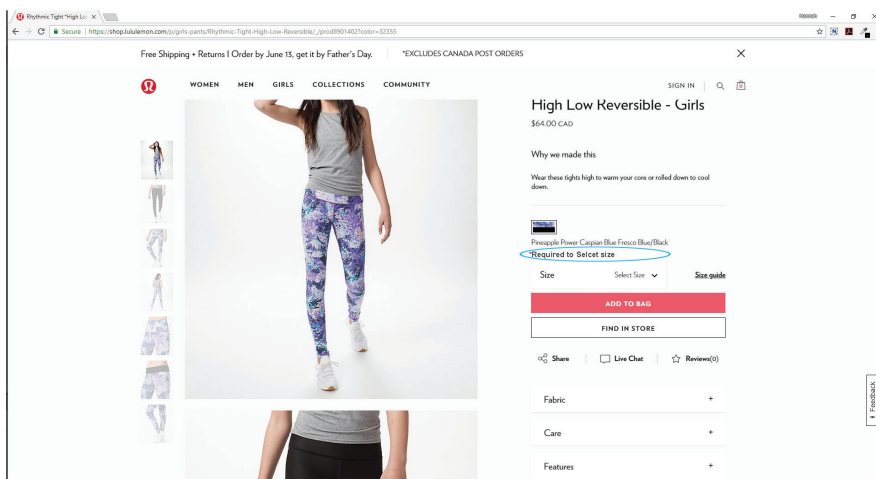 Rhythmic Tight *High Lo
Secure | https://shop.lululemon.com/p/girls-pants/Rhythmic-Tight-High-Low-Reversible/_/prod8901402?color=32355
Free Shipping + Returns I Order by June 13, get it by Father's Day. *EXCLUDES CANADA POST ORDERS
WOMEN MEN GIRLS COLLECTIONS COMMUNITY SIGN IN 0
High Low Reversible - Girls
$64.00 CAD
Why we made this
Wear these tights high to warm your core or rolled down to cool
down.
Pineapple Power Caspian Blue Fresco Blue/Black
*Required to Selcet size
Size Select Size Size guide
ADD TO BAG
FIND IN STORE
Share Live Chat Reviews(0)
+ Feedback
Fabric +
Care +
Features +